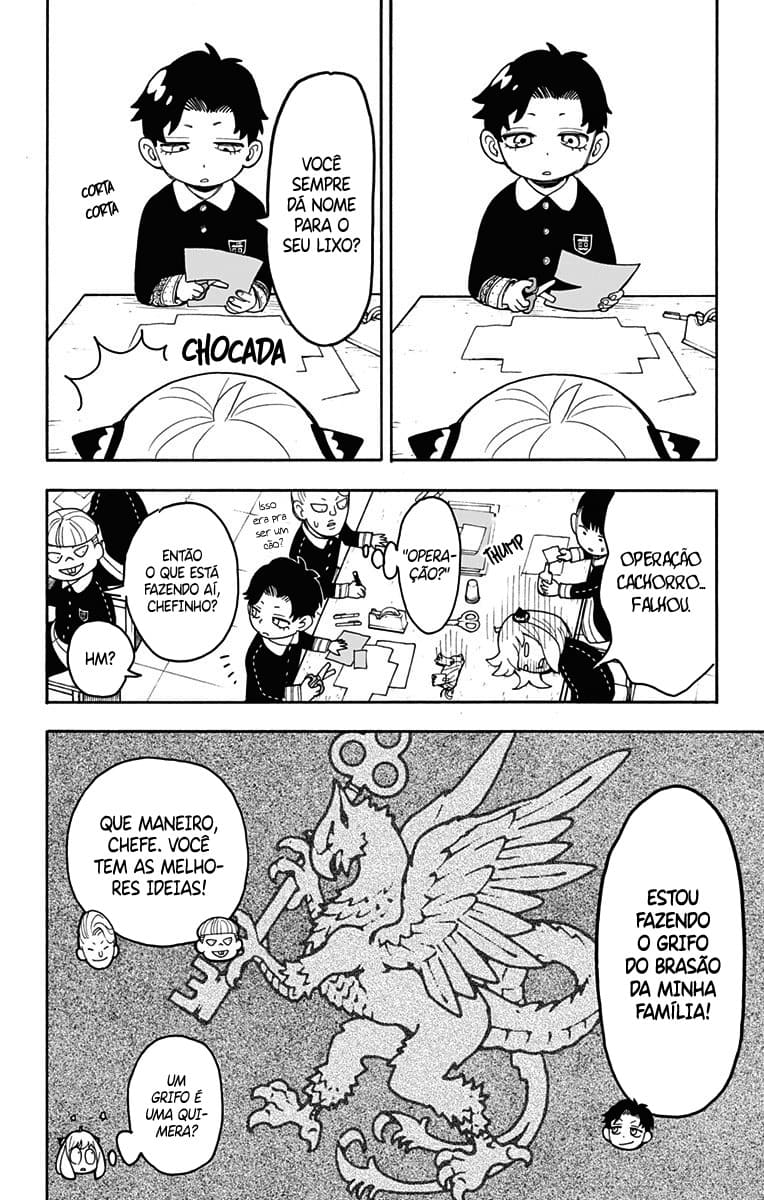 VOCÊ
SEMPRE
DÁ NOME
PARA O
SEU LIXO?
CORTA
CORTA
CHOCADA
OPERAÇÃO
CACHORRO...
FALHOU.
THUMP
"OPERA-
ÇÃO?"
Isso
era pra
ser um
cão?
ENTÃO
O QUE ESTÁ
FAZENDO AÍ,
CHEFINHO?
HM?
ESTOU
FAZENDO
O GRIFO
DO BRASÃO
DA MINHA
FAMÍLIA!
QUE MANEIRO,
CHEFE. VOCÊ
TEM AS MELHO-
RES IDEIAS!
UM
GRIFO É
UMA QUI-
MERA?